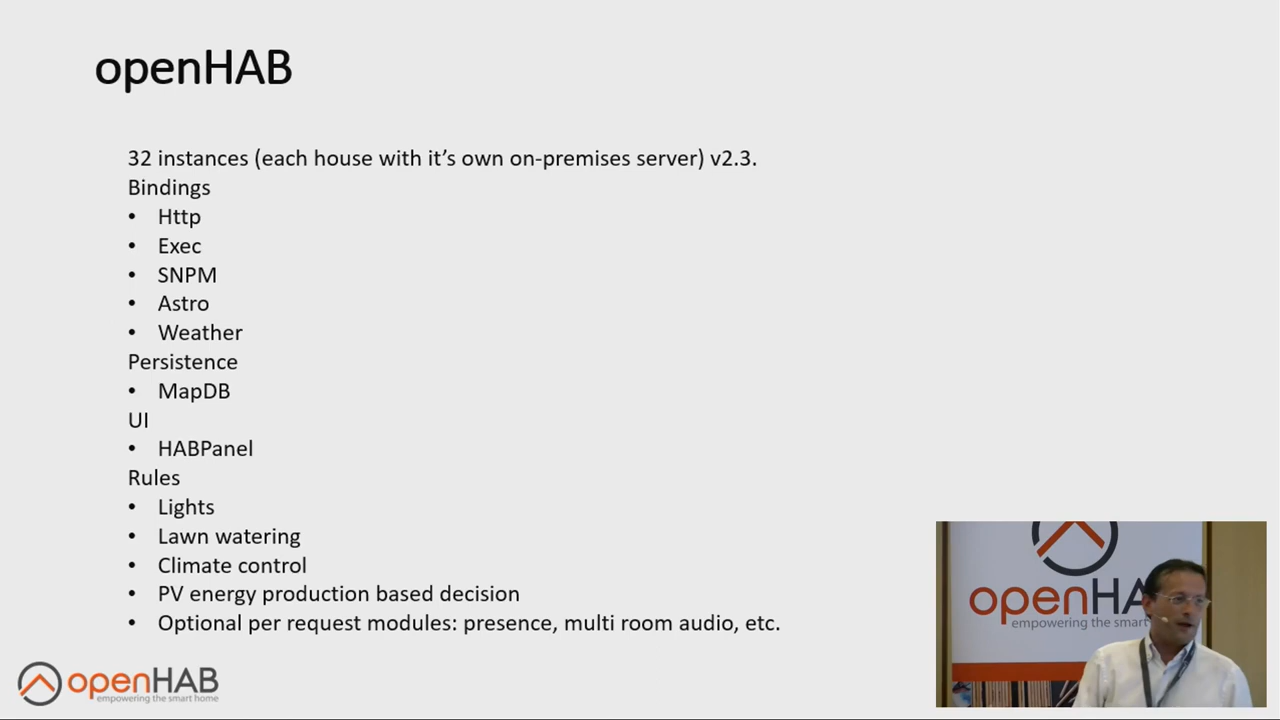 openHAB
32 instances (each house with it's own on-premises server) v2.3.
Bindings
• Http
• Exec
• SNPM
• Astro
• Weather
Persistence
• MapDB
UI
• HABPanel
Rules
• Lights
• Lawn watering
• Climate control
• PV energy production based decision
• Optional per request modules: presence, multi room audio, etc.
openHA
empowering the smart
openHAB
empowering the smart home